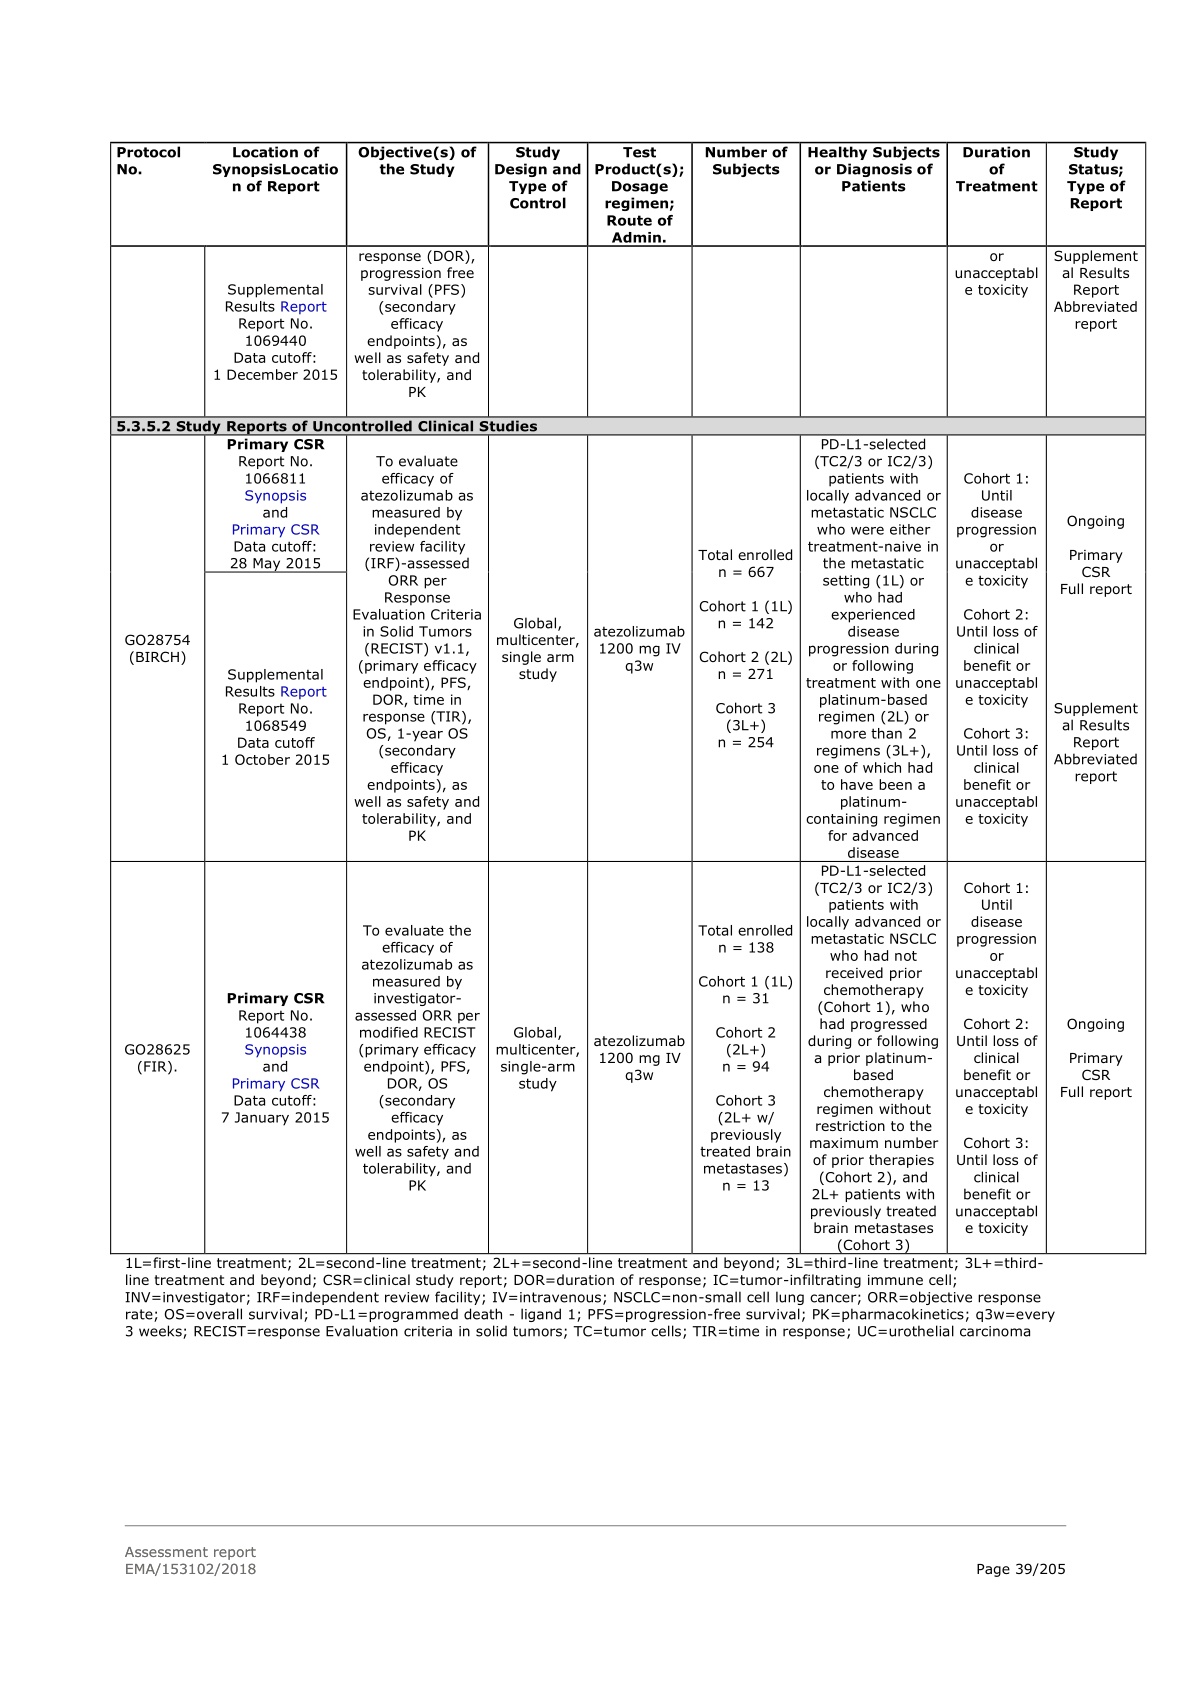 Protocol
No.
Location of
SynopsisLocatio
n of Report
Objective(s) of
the Study
Study
Design and
Type of
Control
Test
Product(s);
Dosage
regimen;
Route of
Admin.
Number of
Subjects
Healthy Subjects
or Diagnosis of
Patients
Duration
of
Treatment
Study
Status;
Type of
Report
Supplemental
Results Report
Report No.
1069440
Data cutoff:
1 December 2015
response (DOR),
progression free
survival (PFS)
(secondary
efficacy
endpoints), as
well as safety and
tolerability, and
PK
or
unacceptabl
e toxicity
Supplement
al Results
Report
Abbreviated
report
5.3.5.2 Study Reports of Uncontrolled Clinical Studies
GO28754
(BIRCH)
Primary CSR
Report No.
1066811
Synopsis
and
Primary CSR
Data cutoff:
28 May 2015
Supplemental
Results Report
Report No.
1068549
Data cutoff
1 October 2015
To evaluate
efficacy of
atezolizumab as
measured by
independent
review facility
(IRF)-assessed
ORR per
Response
Evaluation Criteria
in Solid Tumors
(RECIST) v1.1,
(primary efficacy
endpoint), PFS,
DOR, time in
response (TIR),
OS, 1-year OS
(secondary
efficacy
endpoints), as
well as safety and
tolerability, and
PK
Global,
multicenter,
single arm
study
atezolizumab
1200 mg IV
q3w
Total enrolled
n = 667
Cohort 1 (1L)
n = 142
Cohort 2 (2L)
n = 271
Cohort 3
(3L+)
n = 254
PD-L1-selected
(TC2/3 or IC2/3)
patients with
locally advanced or
metastatic NSCLC
who were either
treatment-naive in
the metastatic
setting (1L) or
who had
experienced
disease
progression during
or following
treatment with one
platinum-based
regimen (2L) or
more than 2
regimens (3L+),
one of which had
to have been a
platinum-
containing regimen
for advanced
disease
Cohort 1:
Until
disease
progression
or
unacceptabl
e toxicity
Cohort 2:
Until loss of
clinical
benefit or
unacceptabl
e toxicity
Cohort 3:
Until loss of
clinical
benefit or
unacceptabl
e toxicity
Ongoing
Primary
CSR
Full report
Supplement
al Results
Report
Abbreviated
report
GO28625
(FIR).
Primary CSR
Report No.
1064438
Synopsis
and
Primary CSR
Data cutoff:
7 January 2015
To evaluate the
efficacy of
atezolizumab as
measured by
investigator-
assessed ORR per
modified RECIST
(primary efficacy
endpoint), PFS,
DOR, OS
(secondary
efficacy
endpoints), as
well as safety and
tolerability, and
PK
Global,
multicenter,
single-arm
study
atezolizumab
1200 mg IV
q3w
Total enrolled
n = 138
Cohort 1 (1L)
n = 31
Cohort 2
(2L+)
n = 94
Cohort 3
(2L+ w/
previously
treated brain
metastases)
n = 13
PD-L1-selected
(TC2/3 or IC2/3)
patients with
locally advanced or
metastatic NSCLC
who had not
received prior
chemotherapy
(Cohort 1), who
had progressed
during or following
a prior platinum-
based
chemotherapy
regimen without
restriction to the
maximum number
of prior therapies
(Cohort 2), and
2L+ patients with
previously treated
brain metastases
(Cohort 3)
Cohort 1:
Until
disease
progression
or
unacceptabl
e toxicity
Cohort 2:
Until loss of
clinical
benefit or
unacceptabl
e toxicity
Cohort 3:
Until loss of
clinical
benefit or
unacceptabl
e toxicity
Ongoing
Primary
CSR
Full report
1L=first-line treatment; 2L=second-line treatment; 2L+=second-line treatment and beyond; 3L=third-line treatment; 3L+=third-
line treatment and beyond; CSR=clinical study report; DOR=duration of response; IC=tumor-infiltrating immune cell;
INV=investigator; IRF=independent review facility; IV=intravenous; NSCLC=non-small cell lung cancer; ORR=objective response
rate; OS=overall survival; PD-L1=programmed death - ligand 1; PFS=progression-free survival; PK=pharmacokinetics; q3w=every
3 weeks; RECIST=response Evaluation criteria in solid tumors; TC=tumor cells; TIR=time in response; UC=urothelial carcinoma
Assessment report
EMA/153102/2018
Page 39/205